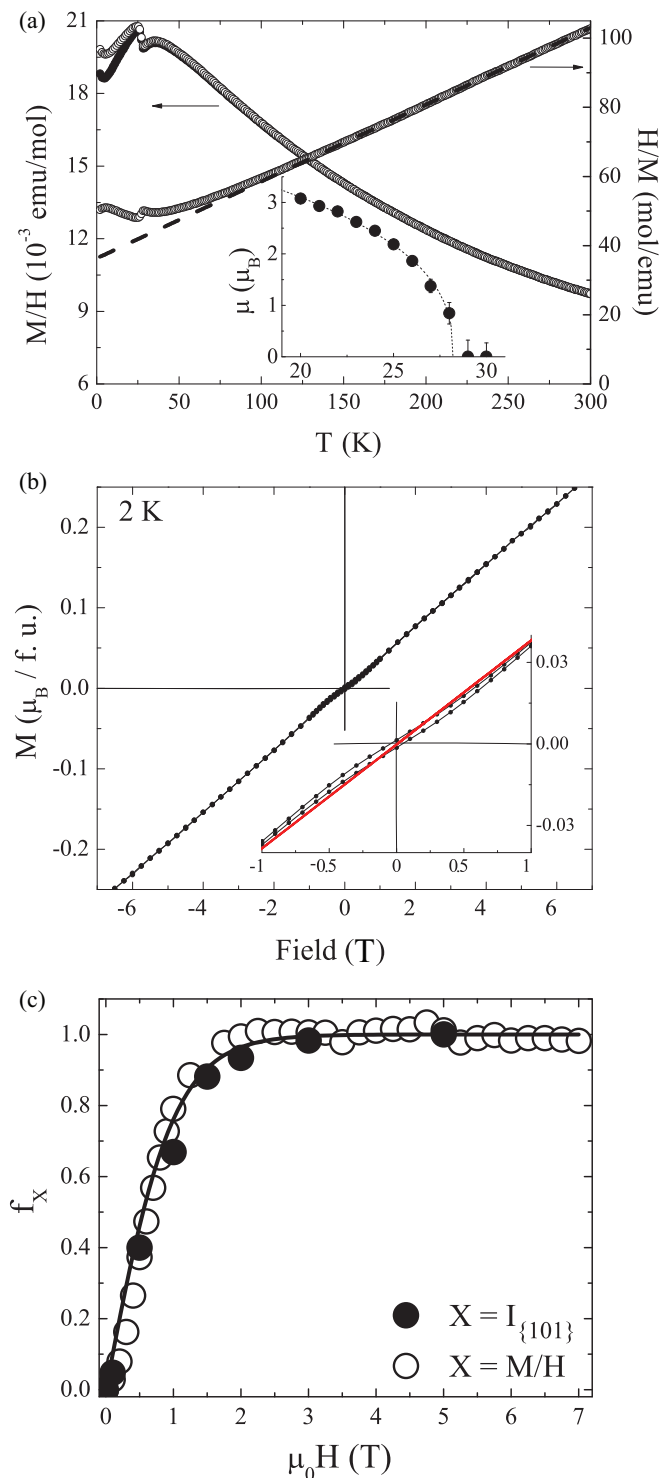 (a)
21
18
15
12
9
6
M/H (10⁻³ emu/mol)
100
80
60
40
20
0
H/M (mol/emu)
3
2
1
0
μ (μ_B)
20 25 30
0 50 100 150 200 250 300
T (K)
(b)
2 K
0.2
0.1
0.0
-0.1
-0.2
M (μ_B / f. u.)
0.03
0.00
-0.03
-1 -0.5 0 0.5 1
-6 -4 -2 0 2 4 6
Field (T)
(c)
1.0
0.8
0.6
0.4
0.2
0.0
f_X
X = I_{101}
X = M/H
0 1 2 3 4 5 6 7
μ₀H (T)